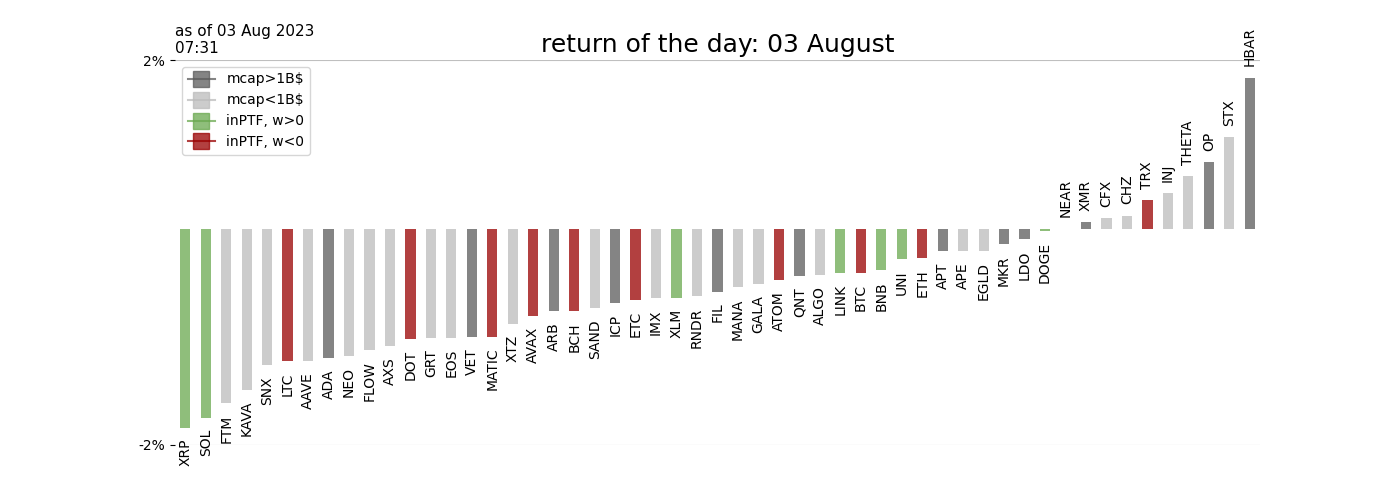 as of 03 Aug 2023
07:31
return of the day: 03 August
2%
mcap>1B$
mcap<1B$
inPTF, w>0
inPTF, w<0
-2%
XRP
SOL
FTM
KAVA
SNX
LTC
AAVE
ADA
NEO
FLOW
AXS
DOT
GRT
EOS
VET
MATIC
XTZ
AVAX
ARB
BCH
SAND
ICP
ETC
IMX
XLM
RNDR
FIL
MANA
GALA
ATOM
QNT
ALGO
LINK
BTC
BNB
UNI
ETH
APT
APE
EGLD
MKR
LDO
DOGE
NEAR
XMR
CFX
CHZ
TRX
INJ
THETA
OP
STX
HBAR